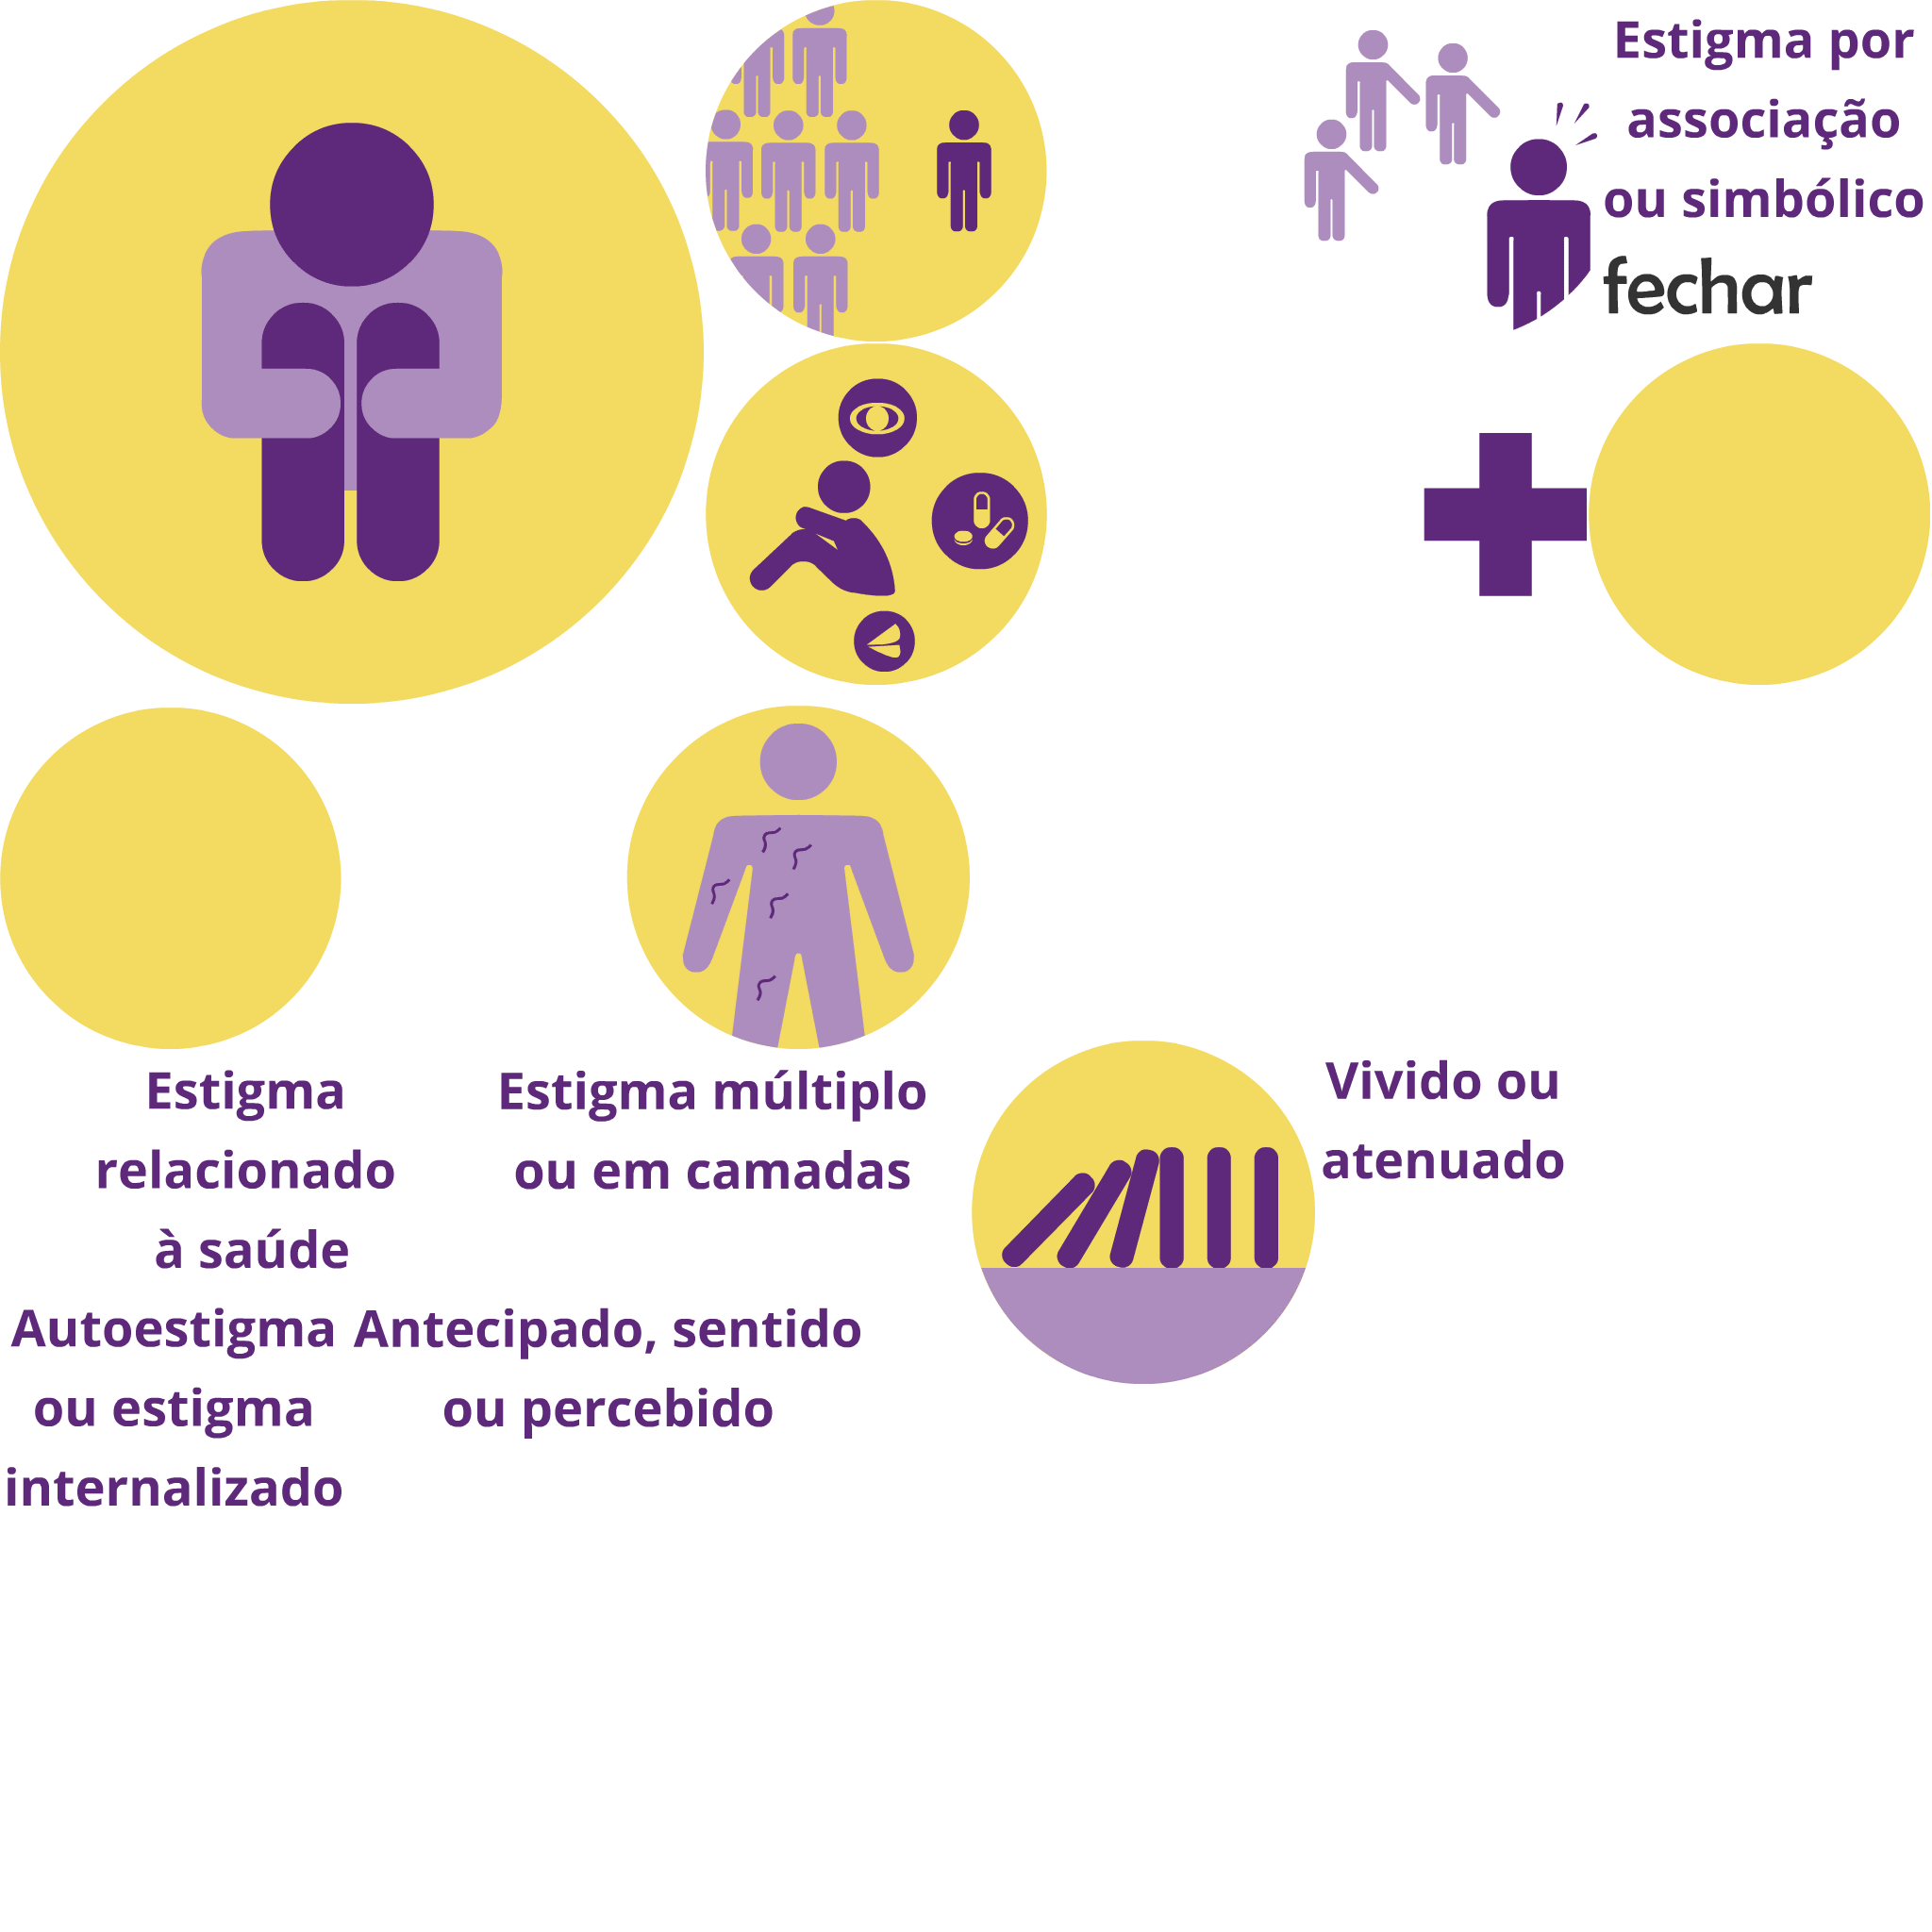 Estigma por
associação
ou simbólico
fechar
Estigma
relacionado
à saúde
Estigma múltiplo
ou em camadas
Vivido ou
atenuado
Autoestigma
ou estigma
internalizado
Antecipado, sentido
ou percebido